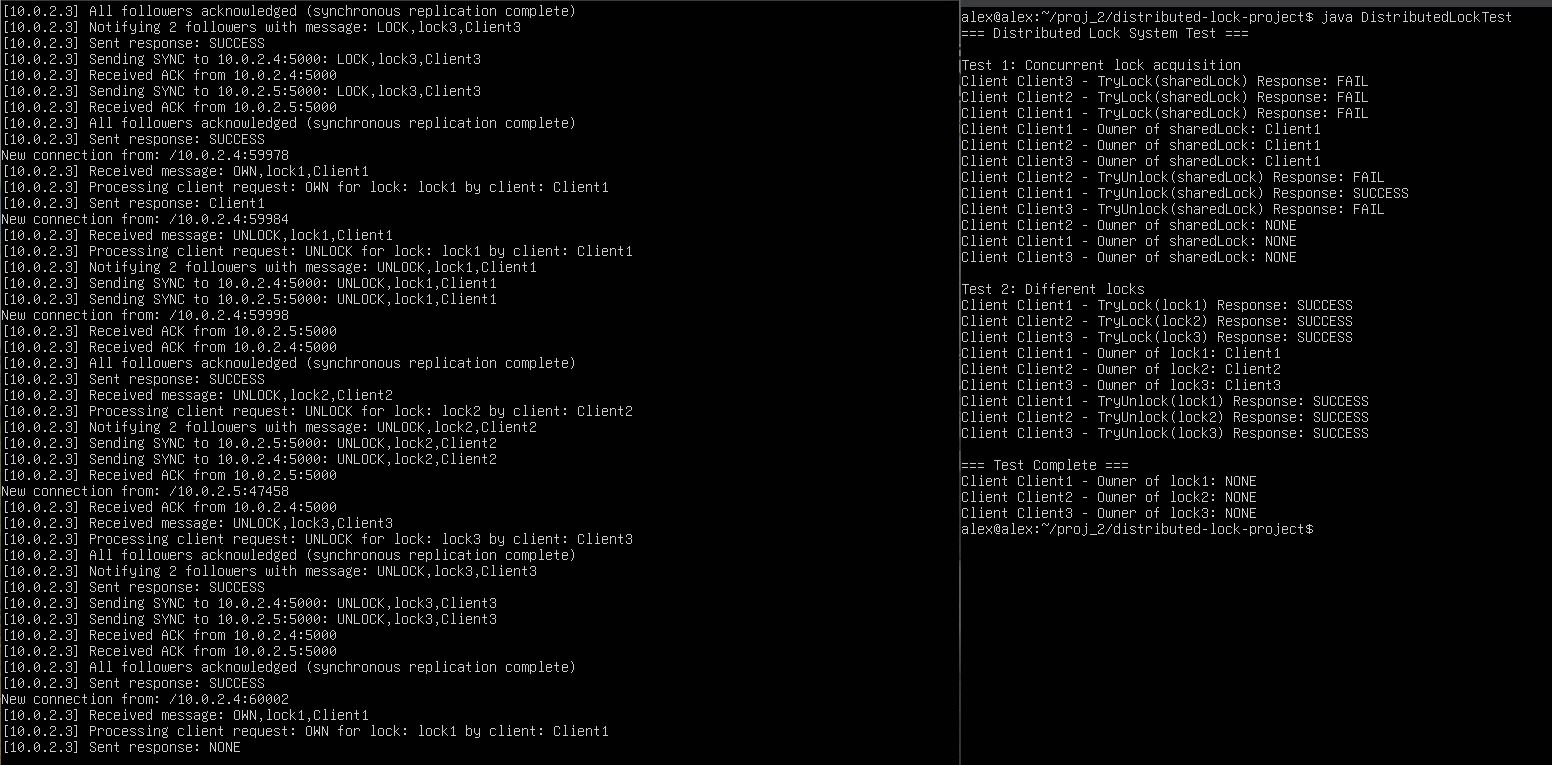 [10.0.2.3] All followers acknowledged (synchronous replication complete)
[10.0.2.3] Notifying 2 followers with message: LOCK,lock3,Client3
[10.0.2.3] Sent response: SUCCESS
[10.0.2.3] Sending SYNC to 10.0.2.4:5000: LOCK,lock3,Client3
[10.0.2.3] Received ACK from 10.0.2.4:5000
[10.0.2.3] Sending SYNC to 10.0.2.5:5000: LOCK,lock3,Client3
[10.0.2.3] Received ACK from 10.0.2.5:5000
[10.0.2.3] All followers acknowledged (synchronous replication complete)
[10.0.2.3] Sent response: SUCCESS
New connection from: /10.0.2.4:59978
[10.0.2.3] Received message: OWN,lock1,Client1
[10.0.2.3] Processing client request: OWN for lock: lock1 by client: Client1
[10.0.2.3] Sent response: Client1
New connection from: /10.0.2.4:59984
[10.0.2.3] Received message: UNLOCK,lock1,Client1
[10.0.2.3] Processing client request: UNLOCK for lock: lock1 by client: Client1
[10.0.2.3] Notifying 2 followers with message: UNLOCK,lock1,Client1
[10.0.2.3] Sending SYNC to 10.0.2.4:5000: UNLOCK,lock1,Client1
[10.0.2.3] Sending SYNC to 10.0.2.5:5000: UNLOCK,lock1,Client1
New connection from: /10.0.2.4:59998
[10.0.2.3] Received ACK from 10.0.2.5:5000
[10.0.2.3] Received ACK from 10.0.2.4:5000
[10.0.2.3] All followers acknowledged (synchronous replication complete)
[10.0.2.3] Sent response: SUCCESS
[10.0.2.3] Received message: UNLOCK,lock2,Client2
[10.0.2.3] Processing client request: UNLOCK for lock: lock2 by client: Client2
[10.0.2.3] Notifying 2 followers with message: UNLOCK,lock2,Client2
[10.0.2.3] Sending SYNC to 10.0.2.5:5000: UNLOCK,lock2,Client2
[10.0.2.3] Sending SYNC to 10.0.2.4:5000: UNLOCK,lock2,Client2
[10.0.2.3] Received ACK from 10.0.2.5:5000
New connection from: /10.0.2.5:47458
[10.0.2.3] Received ACK from 10.0.2.4:5000
[10.0.2.3] Received message: UNLOCK,lock3,Client3
[10.0.2.3] Processing client request: UNLOCK for lock: lock3 by client: Client3
[10.0.2.3] All followers acknowledged (synchronous replication complete)
[10.0.2.3] Notifying 2 followers with message: UNLOCK,lock3,Client3
[10.0.2.3] Sent response: SUCCESS
[10.0.2.3] Sending SYNC to 10.0.2.4:5000: UNLOCK,lock3,Client3
[10.0.2.3] Sending SYNC to 10.0.2.5:5000: UNLOCK,lock3,Client3
[10.0.2.3] Received ACK from 10.0.2.4:5000
[10.0.2.3] Received ACK from 10.0.2.5:5000
[10.0.2.3] All followers acknowledged (synchronous replication complete)
[10.0.2.3] Sent response: SUCCESS
New connection from: /10.0.2.4:60002
[10.0.2.3] Received message: OWN,lock1,Client1
[10.0.2.3] Processing client request: OWN for lock: lock1 by client: Client1
[10.0.2.3] Sent response: NONE
alex@alex:~/proj_2/distributed-lock-project$ java DistributedLockTest
=== Distributed Lock System Test ===
Test 1: Concurrent lock acquisition
Client Client3 - TryLock(sharedLock) Response: FAIL
Client Client2 - TryLock(sharedLock) Response: FAIL
Client Client1 - TryLock(sharedLock) Response: FAIL
Client Client1 - Owner of sharedLock: Client1
Client Client2 - Owner of sharedLock: Client1
Client Client3 - Owner of sharedLock: Client1
Client Client2 - TryUnlock(sharedLock) Response: FAIL
Client Client1 - TryUnlock(sharedLock) Response: SUCCESS
Client Client3 - TryUnlock(sharedLock) Response: FAIL
Client Client2 - Owner of sharedLock: NONE
Client Client1 - Owner of sharedLock: NONE
Client Client3 - Owner of sharedLock: NONE
Test 2: Different locks
Client Client1 - TryLock(lock1) Response: SUCCESS
Client Client2 - TryLock(lock2) Response: SUCCESS
Client Client3 - TryLock(lock3) Response: SUCCESS
Client Client1 - Owner of lock1: Client1
Client Client2 - Owner of lock2: Client2
Client Client3 - Owner of lock3: Client3
Client Client1 - TryUnlock(lock1) Response: SUCCESS
Client Client2 - TryUnlock(lock2) Response: SUCCESS
Client Client3 - TryUnlock(lock3) Response: SUCCESS
=== Test Complete ===
Client Client1 - Owner of lock1: NONE
Client Client2 - Owner of lock2: NONE
Client Client3 - Owner of lock3: NONE
alex@alex:~/proj_2/distributed-lock-project$